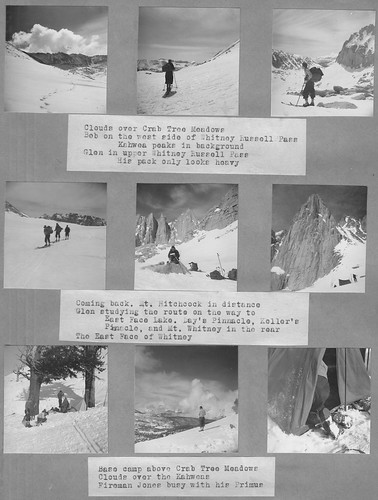 Clouds over Crab Tree Meadows
Bob on the west side of Whitney Russell Pass
Kahwea peaks in background
Glen in upper Whitney Russell Pass
His pack only looks heavy
Coming back. Mt. Hitchcock in distance
Glen studying the route on the way to
East Face Lake. Day's Pinnacle, Keeler's
Pinnacle, and Mt. Whitney in the rear
The East Face of Whitney
Base camp above Crab Tree Meadows
Clouds over the Kahweas
Fireman Jones busy with his Primus